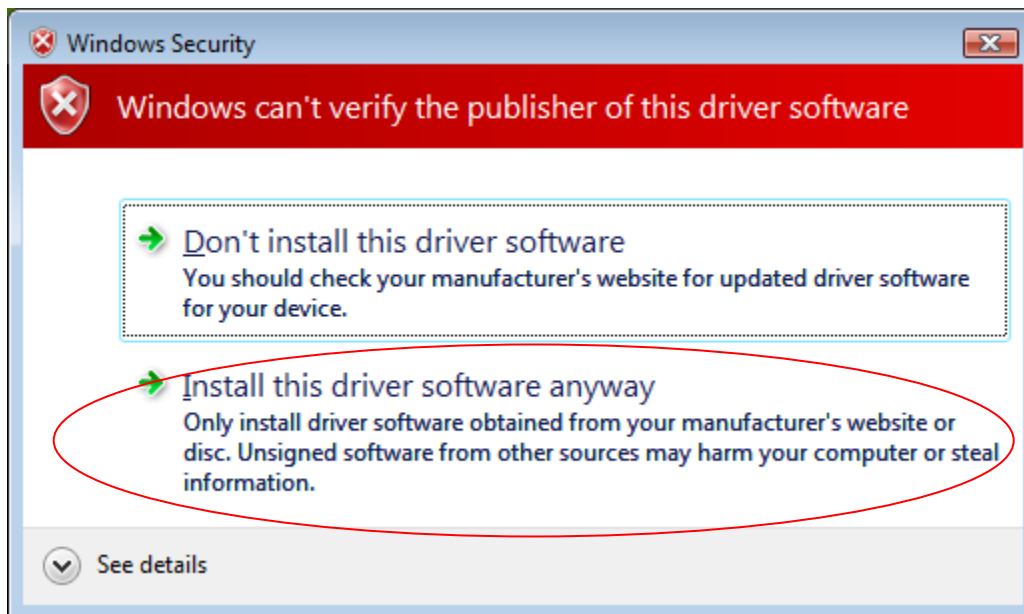 Windows Security
Windows can't verify the publisher of this driver software
Don't install this driver software
You should check your manufacturer's website for updated driver software
for your device.
Install this driver software anyway
Only install driver software obtained from your manufacturer's website or
disc. Unsigned software from other sources may harm your computer or steal
information.
See details